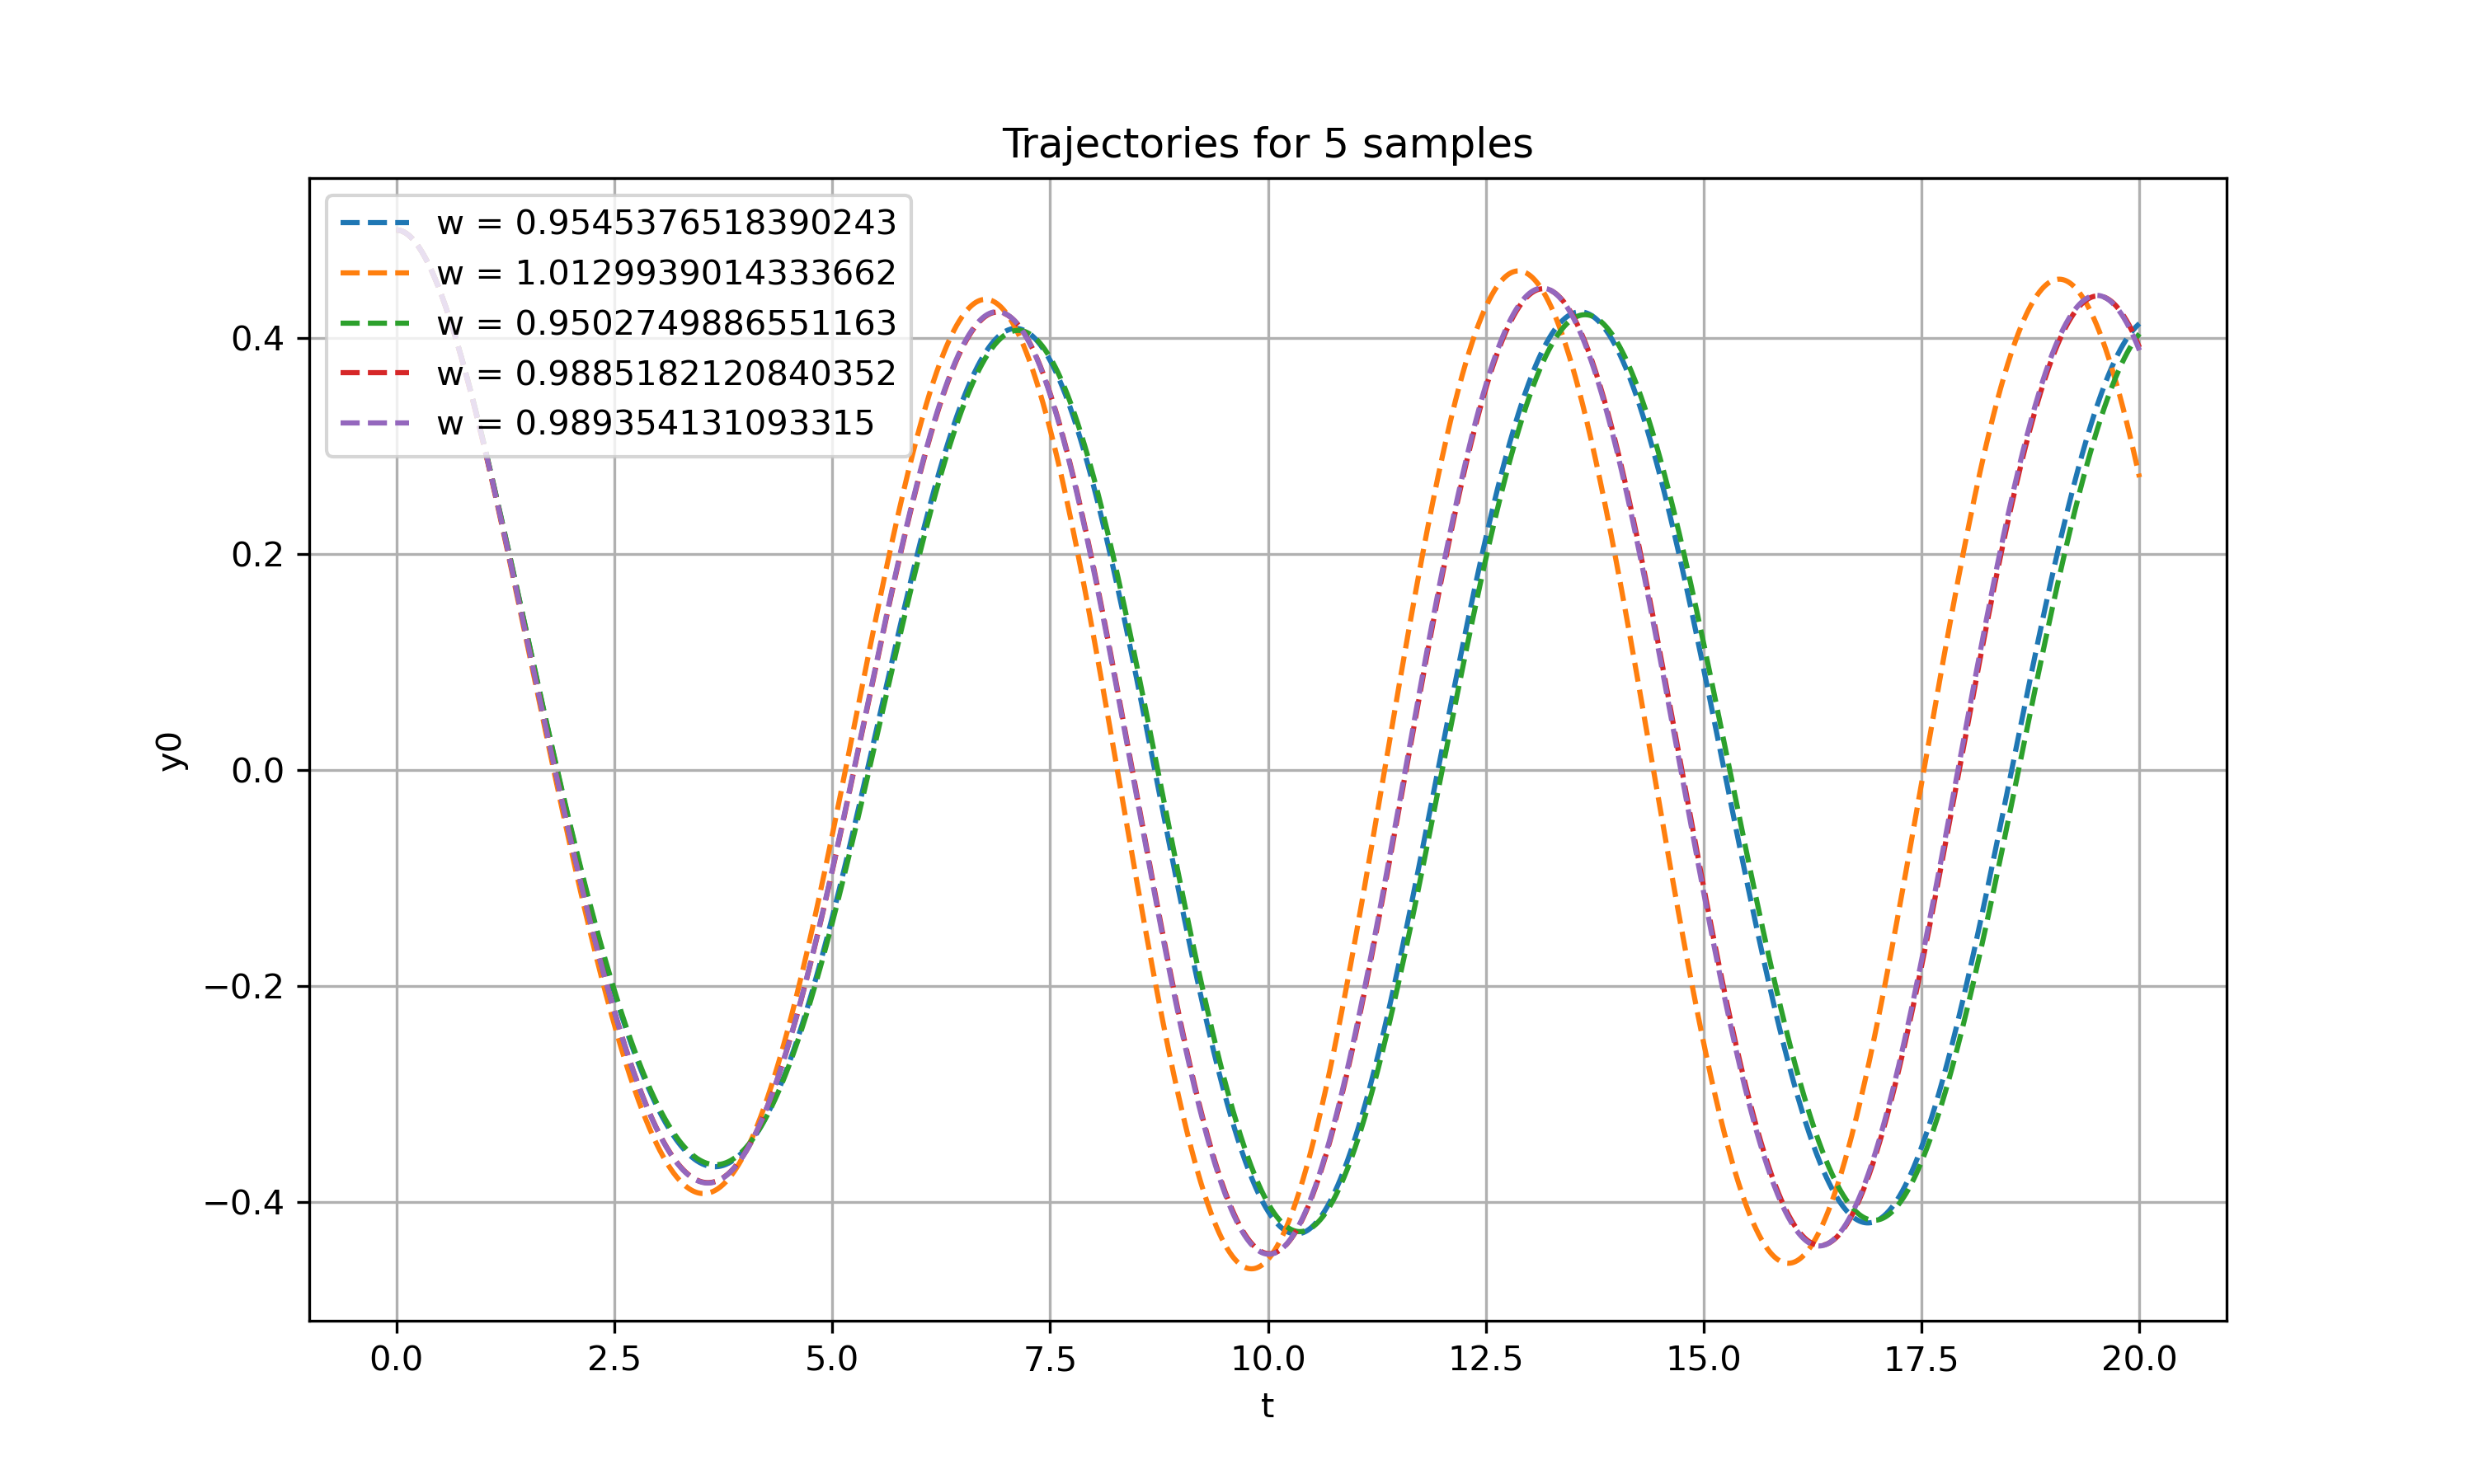 Trajectories for 5 samples
w = 0.9545376518390243
w = 1.0129939014333662
w = 0.9502749886551163
w = 0.9885182120840352
w = 0.989354131093315
0.4
0.2
0.0
−0.2
−0.4
y0
0.0 2.5 5.0 7.5 10.0 12.5 15.0 17.5 20.0
t